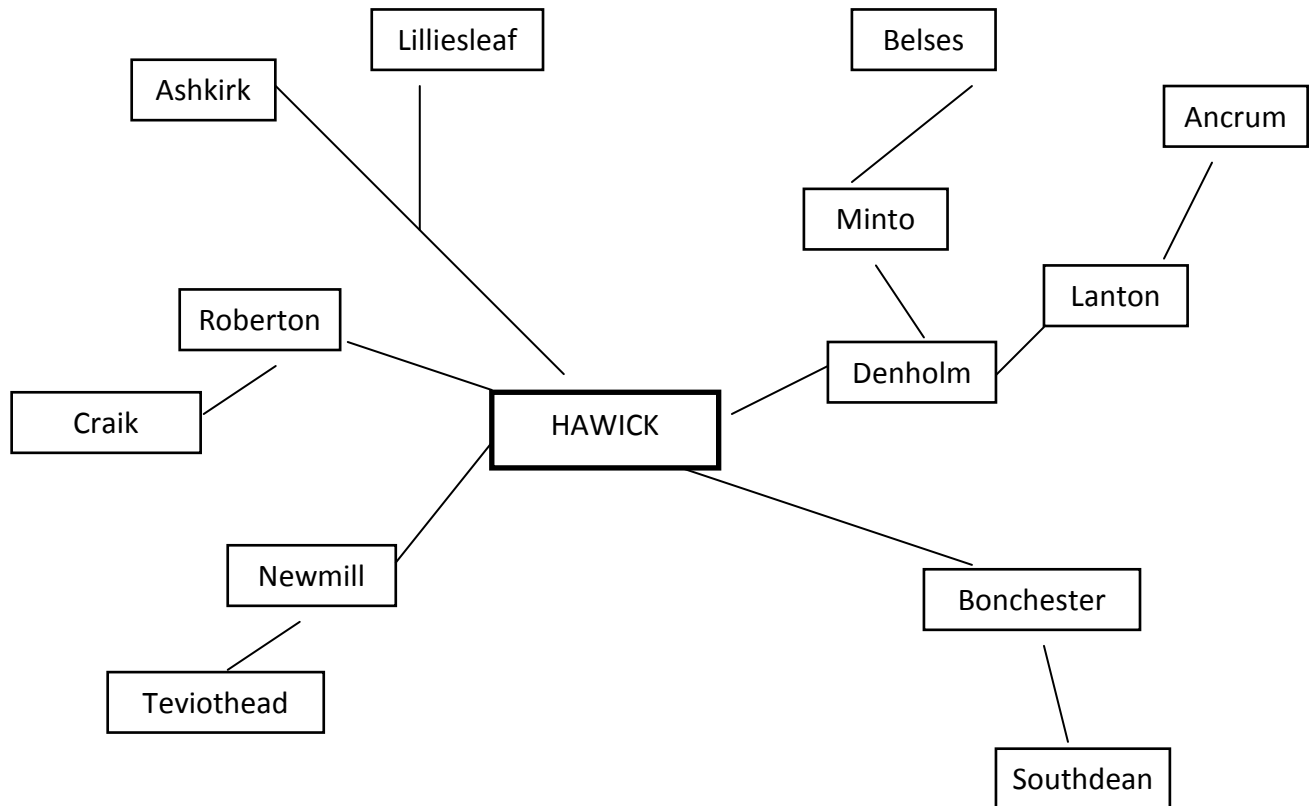 Lilliesleaf
Belses
Ashkirk
Ancrum
Minto
Lanton
Roberton
Denholm
Craik
HAWICK
Newmill
Bonchester
Teviothead
Southdean